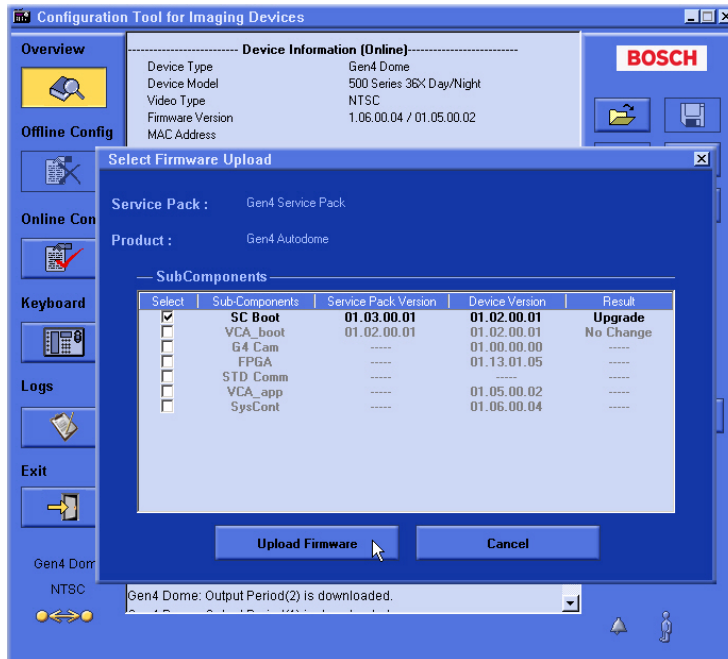 Configuration Tool for Imaging Devices
Overview
Device Information (Online)
Device Type Gen4 Dome
Device Model 500 Series 36X Day/Night
Video Type NTSC
Firmware Version 1.06.00.04 / 01.05.00.02
MAC Address
BOSCH
Offline Config
Online Con
Keyboard
Logs
Exit
Gen4 Dom
NTSC
Select Firmware Upload
Service Pack : Gen4 Service Pack
Product : Gen4 Autodome
SubComponents
Select Sub-Components Service Pack Version Device Version Result
SC Boot 01.03.00.01 01.02.00.01 Upgrade
VCA_boot 01.02.00.01 01.02.00.01 No Change
G4 Cam ----- 01.00.00.00 -----
FPGA ----- 01.13.01.05 -----
STD Comm ----- ----- -----
VCA_app ----- 01.05.00.02 -----
SysCont ----- 01.06.00.04 -----
Upload Firmware Cancel
Gen4 Dome: Output Period(2) is downloaded.